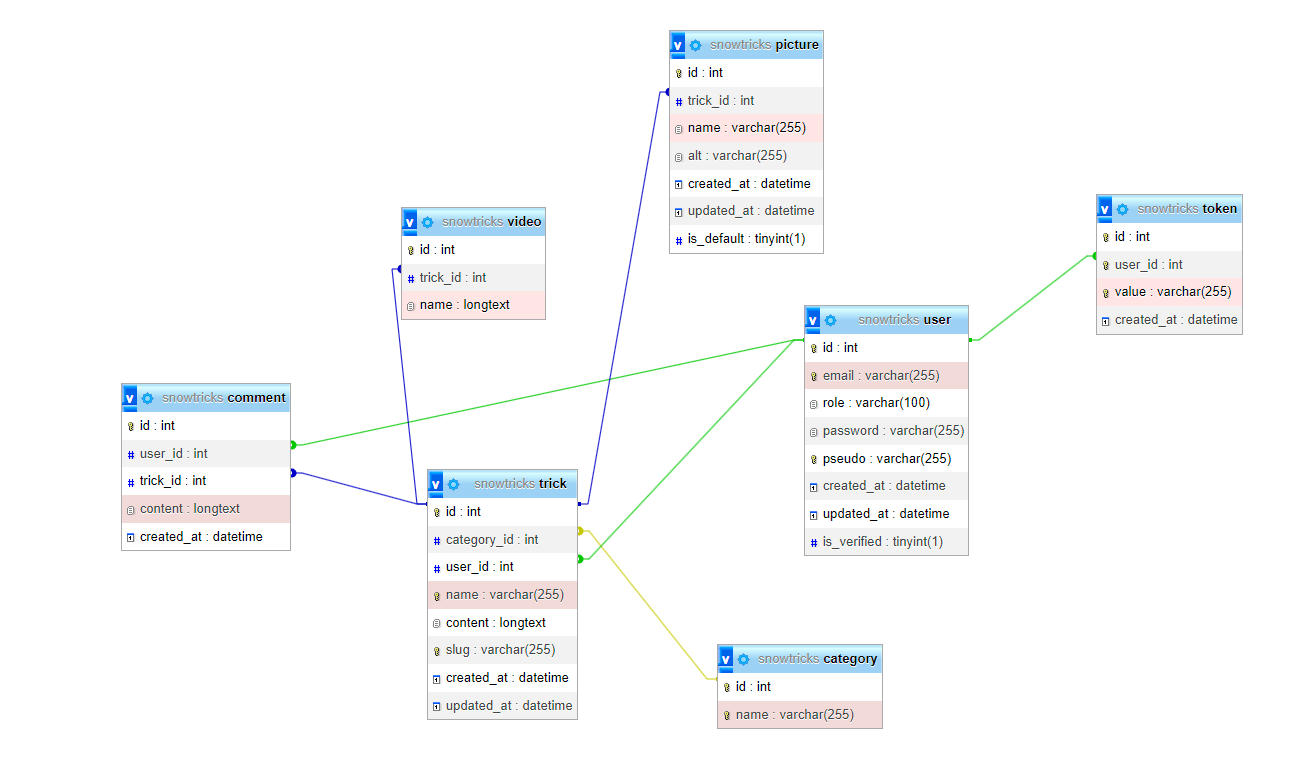 v snowtricks picture
id : int
trick_id : int
name : varchar(255)
alt : varchar(255)
created_at : datetime
updated_at : datetime
is_default : tinyint(1)
v snowtricks video
id : int
trick_id : int
name : longtext
v snowtricks token
id : int
user_id : int
value : varchar(255)
created_at : datetime
v snowtricks user
id : int
email : varchar(255)
role : varchar(100)
password : varchar(255)
pseudo : varchar(255)
created_at : datetime
updated_at : datetime
is_verified : tinyint(1)
v snowtricks comment
id : int
user_id : int
trick_id : int
content : longtext
created_at : datetime
v snowtricks trick
id : int
category_id : int
user_id : int
name : varchar(255)
content : longtext
slug : varchar(255)
created_at : datetime
updated_at : datetime
v snowtricks category
id : int
name : varchar(255)